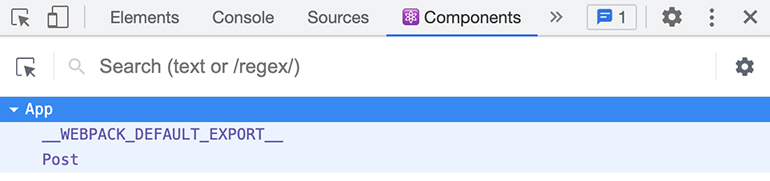 Elements Console Sources Components 1
Search (text or /regex/)
App
__WEBPACK_DEFAULT_EXPORT__
Post